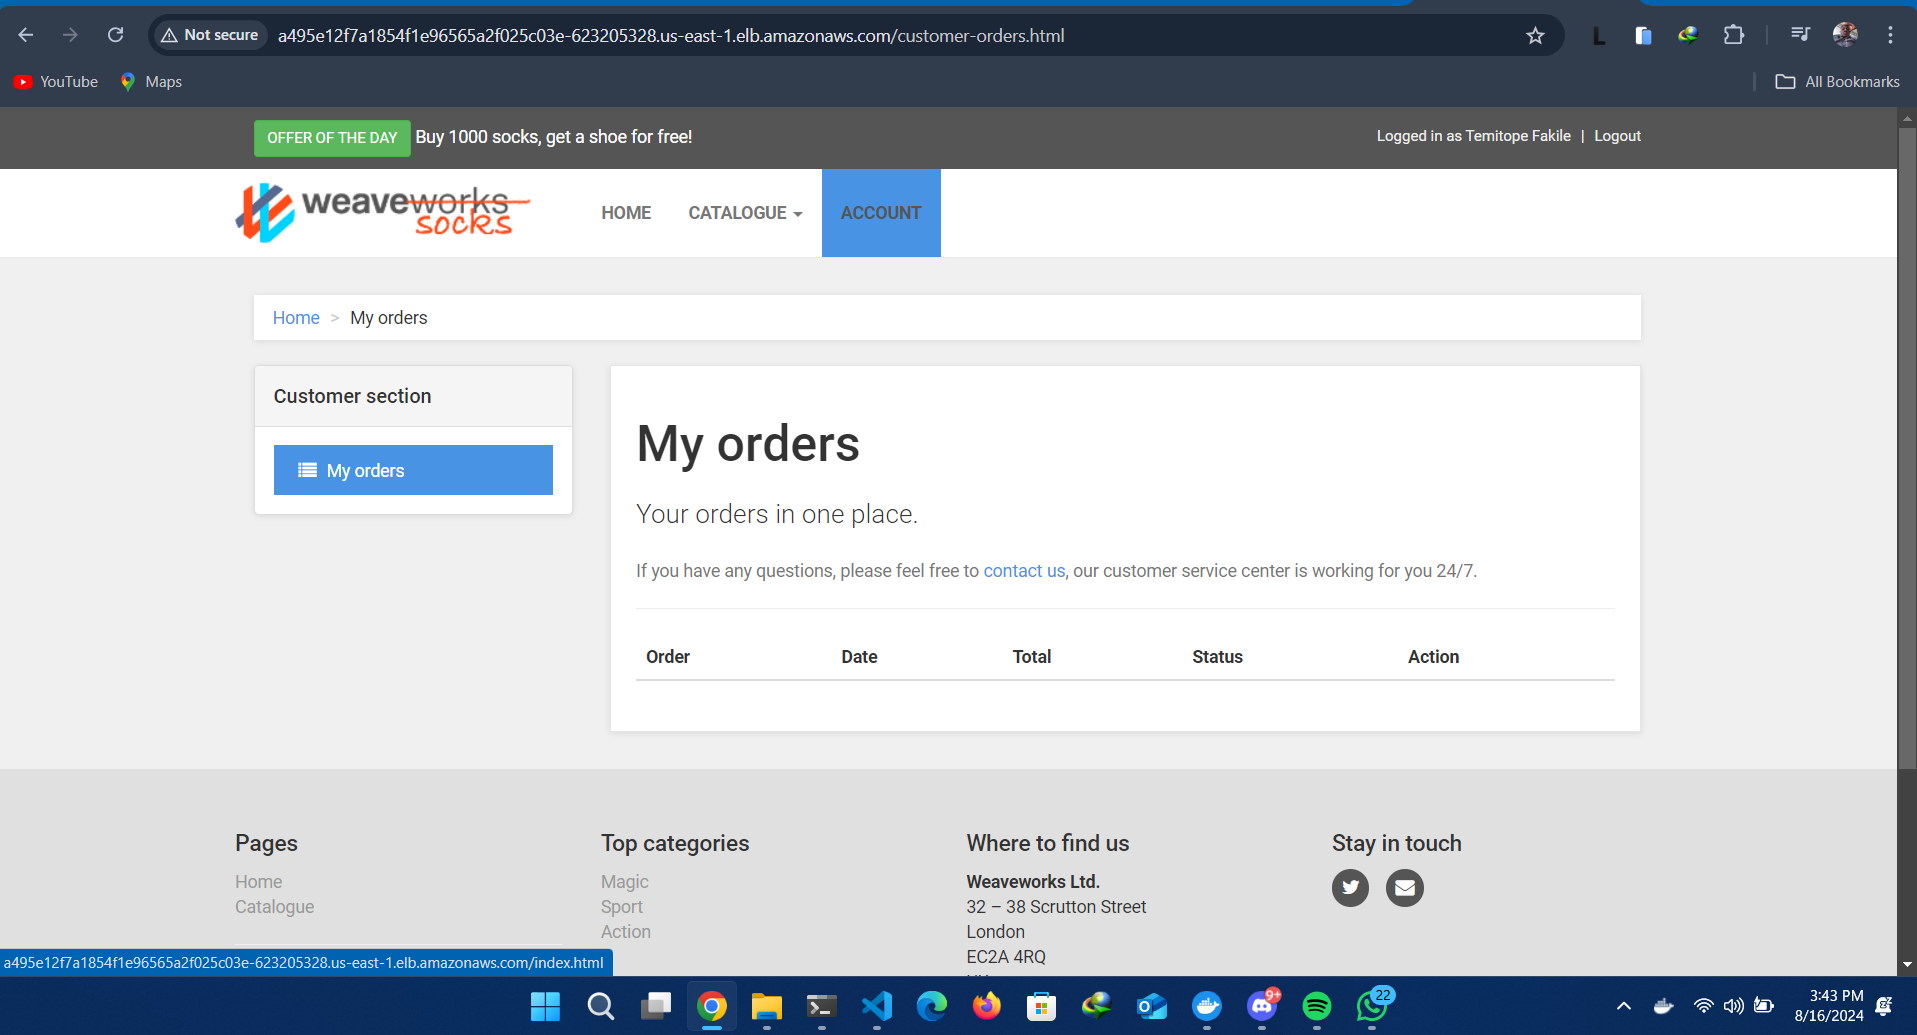 Not secure a495e12f7a1854f1e96565a2f025c03e-623205328.us-east-1.elb.amazonaws.com/customer-orders.html
L
YouTube Maps All Bookmarks
OFFER OF THE DAY Buy 1000 socks, get a shoe for free! Logged in as Temitope Fakile | Logout
weaveworks
socks
HOME CATALOGUE ACCOUNT
Home > My orders
Customer section
My orders
My orders
Your orders in one place.
If you have any questions, please feel free to contact us, our customer service center is working for you 24/7.
Order Date Total Status Action
Pages
Home
Catalogue
Top categories
Magic
Sport
Action
Where to find us
Weaveworks Ltd.
32 – 38 Scrutton Street
London
EC2A 4RQ
Stay in touch
a495e12f7a1854f1e96565a2f025c03e-623205328.us-east-1.elb.amazonaws.com/index.html
9+
22
3:43 PM
8/16/2024